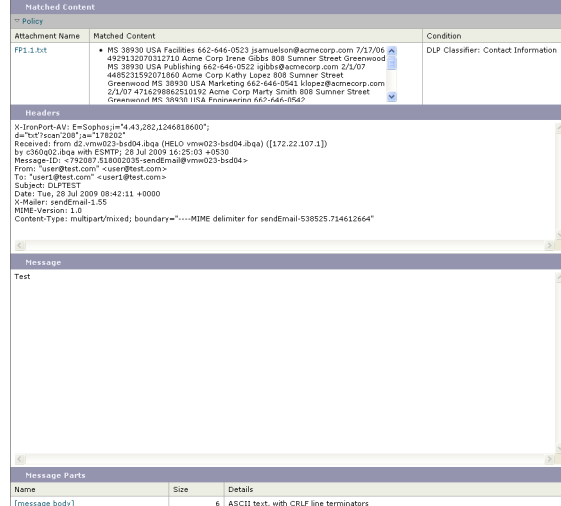 Matched Content
Policy
Attachment Name Matched Content Condition
FP1.1.txt
• MS 38930 USA Facilities 662-646-0523 jsamuelson@acmecorp.com 7/17/06
4929132070312710 Acme Corp Irene Gibbs 808 Sumner Street Greenwood
MS 38930 USA Publishing 662-646-0522 igibbs@acmecorp.com 2/1/07
4485231592071860 Acme Corp Kathy Lopez 808 Sumner Street
Greenwood MS 38930 USA Marketing 662-646-0541 klopez@acmecorp.com
2/1/07 4716298862510192 Acme Corp Marty Smith 808 Sumner Street
Greenwood MS 38930 USA Engineering 662-646-0542
DLP Classifier: Contact Information
Headers
X-IronPort-AV: E=Sophos;i="4.43,282,1246818600";
d="txt'?scan'208";a="178202"
Received: from d2.vmw023-bsd04.ibqa (HELO vmw023-bsd04.ibqa) ([172.22.107.1])
by c360q02.ibqa with ESMTP; 28 Jul 2009 16:25:03 +0530
Message-ID: <792087.518002035-sendEmail@vmw023-bsd04>
From: "user@test.com" <user@test.com>
To: "user1@test.com" <user1@test.com>
Subject: DLPTEST
Date: Tue, 28 Jul 2009 08:42:11 +0000
X-Mailer: sendEmail-1.55
MIME-Version: 1.0
Content-Type: multipart/mixed; boundary="----MIME delimiter for sendEmail-538525.714612664"
Message
Test
Message Parts
Name Size Details
[message body] 6 ASCII text, with CRLF line terminators